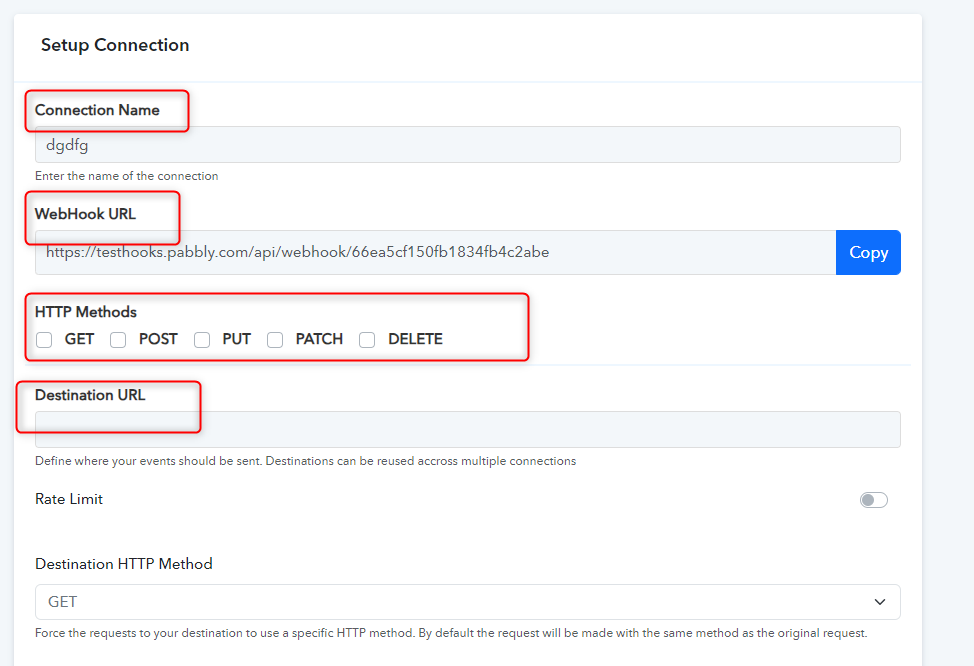 Setup Connection
Connection Name
dgdfg
Enter the name of the connection
WebHook URL
https://testhooks.pabbly.com/api/webhook/66ea5cf150fb1834fb4c2abe
Copy
HTTP Methods
GET POST PUT PATCH DELETE
Destination URL
Define where your events should be sent. Destinations can be reused accross multiple connections
Rate Limit
Destination HTTP Method
GET
Force the requests to your destination to use a specific HTTP method. By default the request will be made with the same method as the original request.